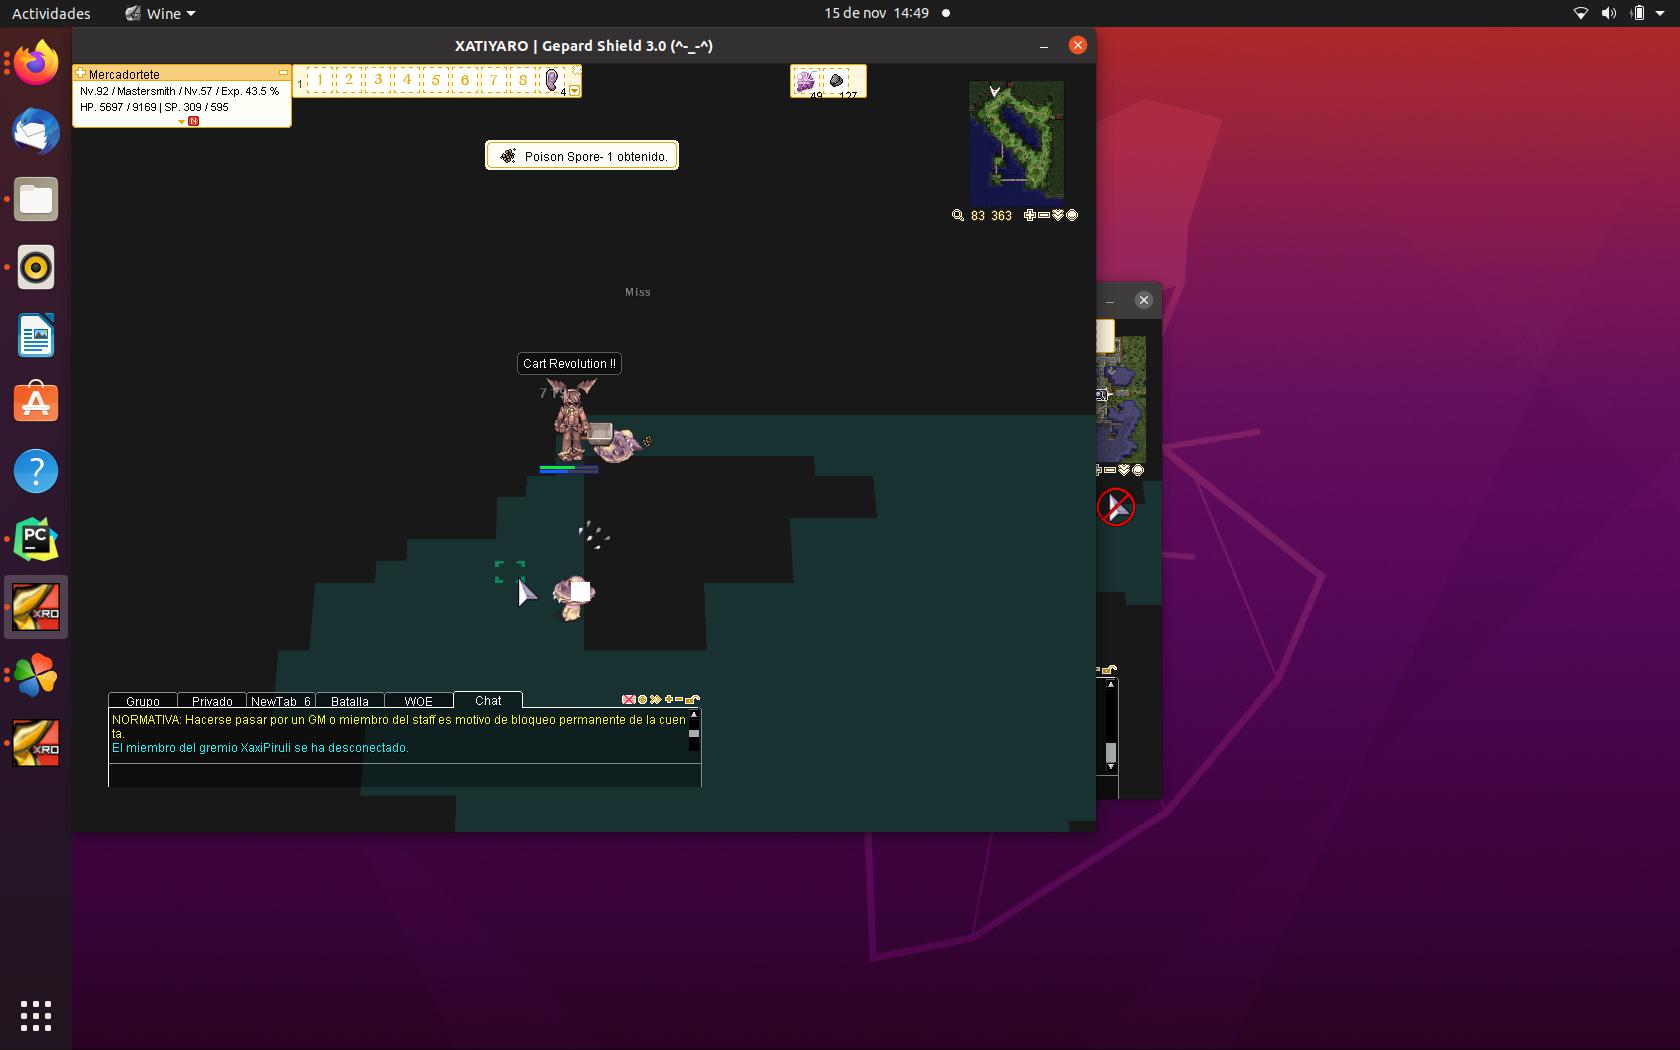 Actividades
Wine
15 de nov 14:49
XATIYARO | Gepard Shield 3.0 (^-_-^)
Mercadortete
Nv.92 / Mastersmith / Nv.57 / Exp. 43.5 %
HP. 5697 / 9169 | SP. 309 / 595
N
1 1 2 3 4 5 6 7 8 4
49 127
Poison Spore- 1 obtenido.
83 363
Miss
Cart Revolution !!
PC
XRO
XRO
Grupo Privado NewTab_6 Batalla WOE Chat
NORMATIVA: Hacerse pasar por un GM o miembro del staff es motivo de bloqueo permanente de la cuen
ta.
El miembro del gremio XaxiPiruli se ha desconectado.